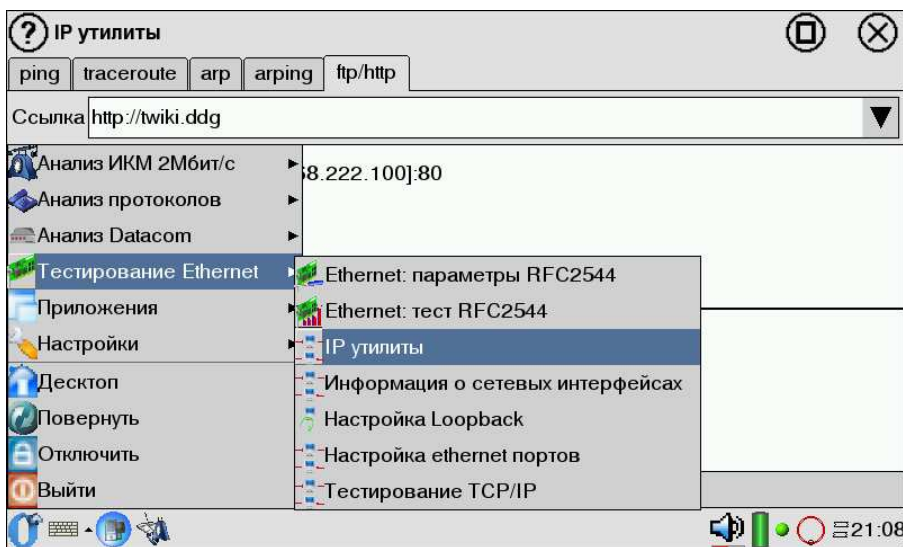 IP утилиты
ping traceroute arp arping ftp/http
Ссылка http://twiki.ddg
Анализ ИКМ 2Мбит/с
8.222.100]:80
Анализ протоколов
Анализ Datacom
Тестирование Ethernet
Ethernet: параметры RFC2544
Приложения
Ethernet: тест RFC2544
Настройки
IP утилиты
Десктоп
Информация о сетевых интерфейсах
Повернуть
Настройка Loopback
Отключить
Настройка ethernet портов
Выйти
Тестирование TCP/IP
21:08